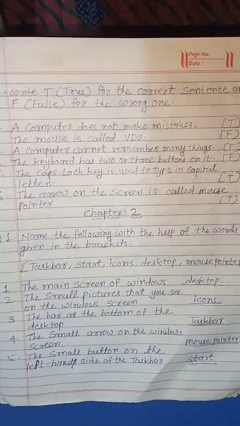 Page No.
Date
Write T (True) for the correct Sentence or
F (False) for the wrong one.
A Computer does not make mistakes. [T]
The mouse is called VDU. [F]
A Computer cannot remember many things. [F]
The keyboard has two or three buttons on it. [F]
The Caps Lock key is used to type in Capital
letters [T]
The arrow on the Screen is called mouse
pointer (T)
Chapter: 2
1 Name the following with the help of the words
given in the brackets.
[Taskbar, Start, icons, desktop, mouse pointer
1 The main screen of windows desktop.
2 The Small pictures that you see
on the windows Screen icons
3 The bar at the bottom of the
desktop Taskbar
4 The Small arrow on the windows
Screen. mouse pointer
5 The Small button on the
left-hand side of the Taskbar start